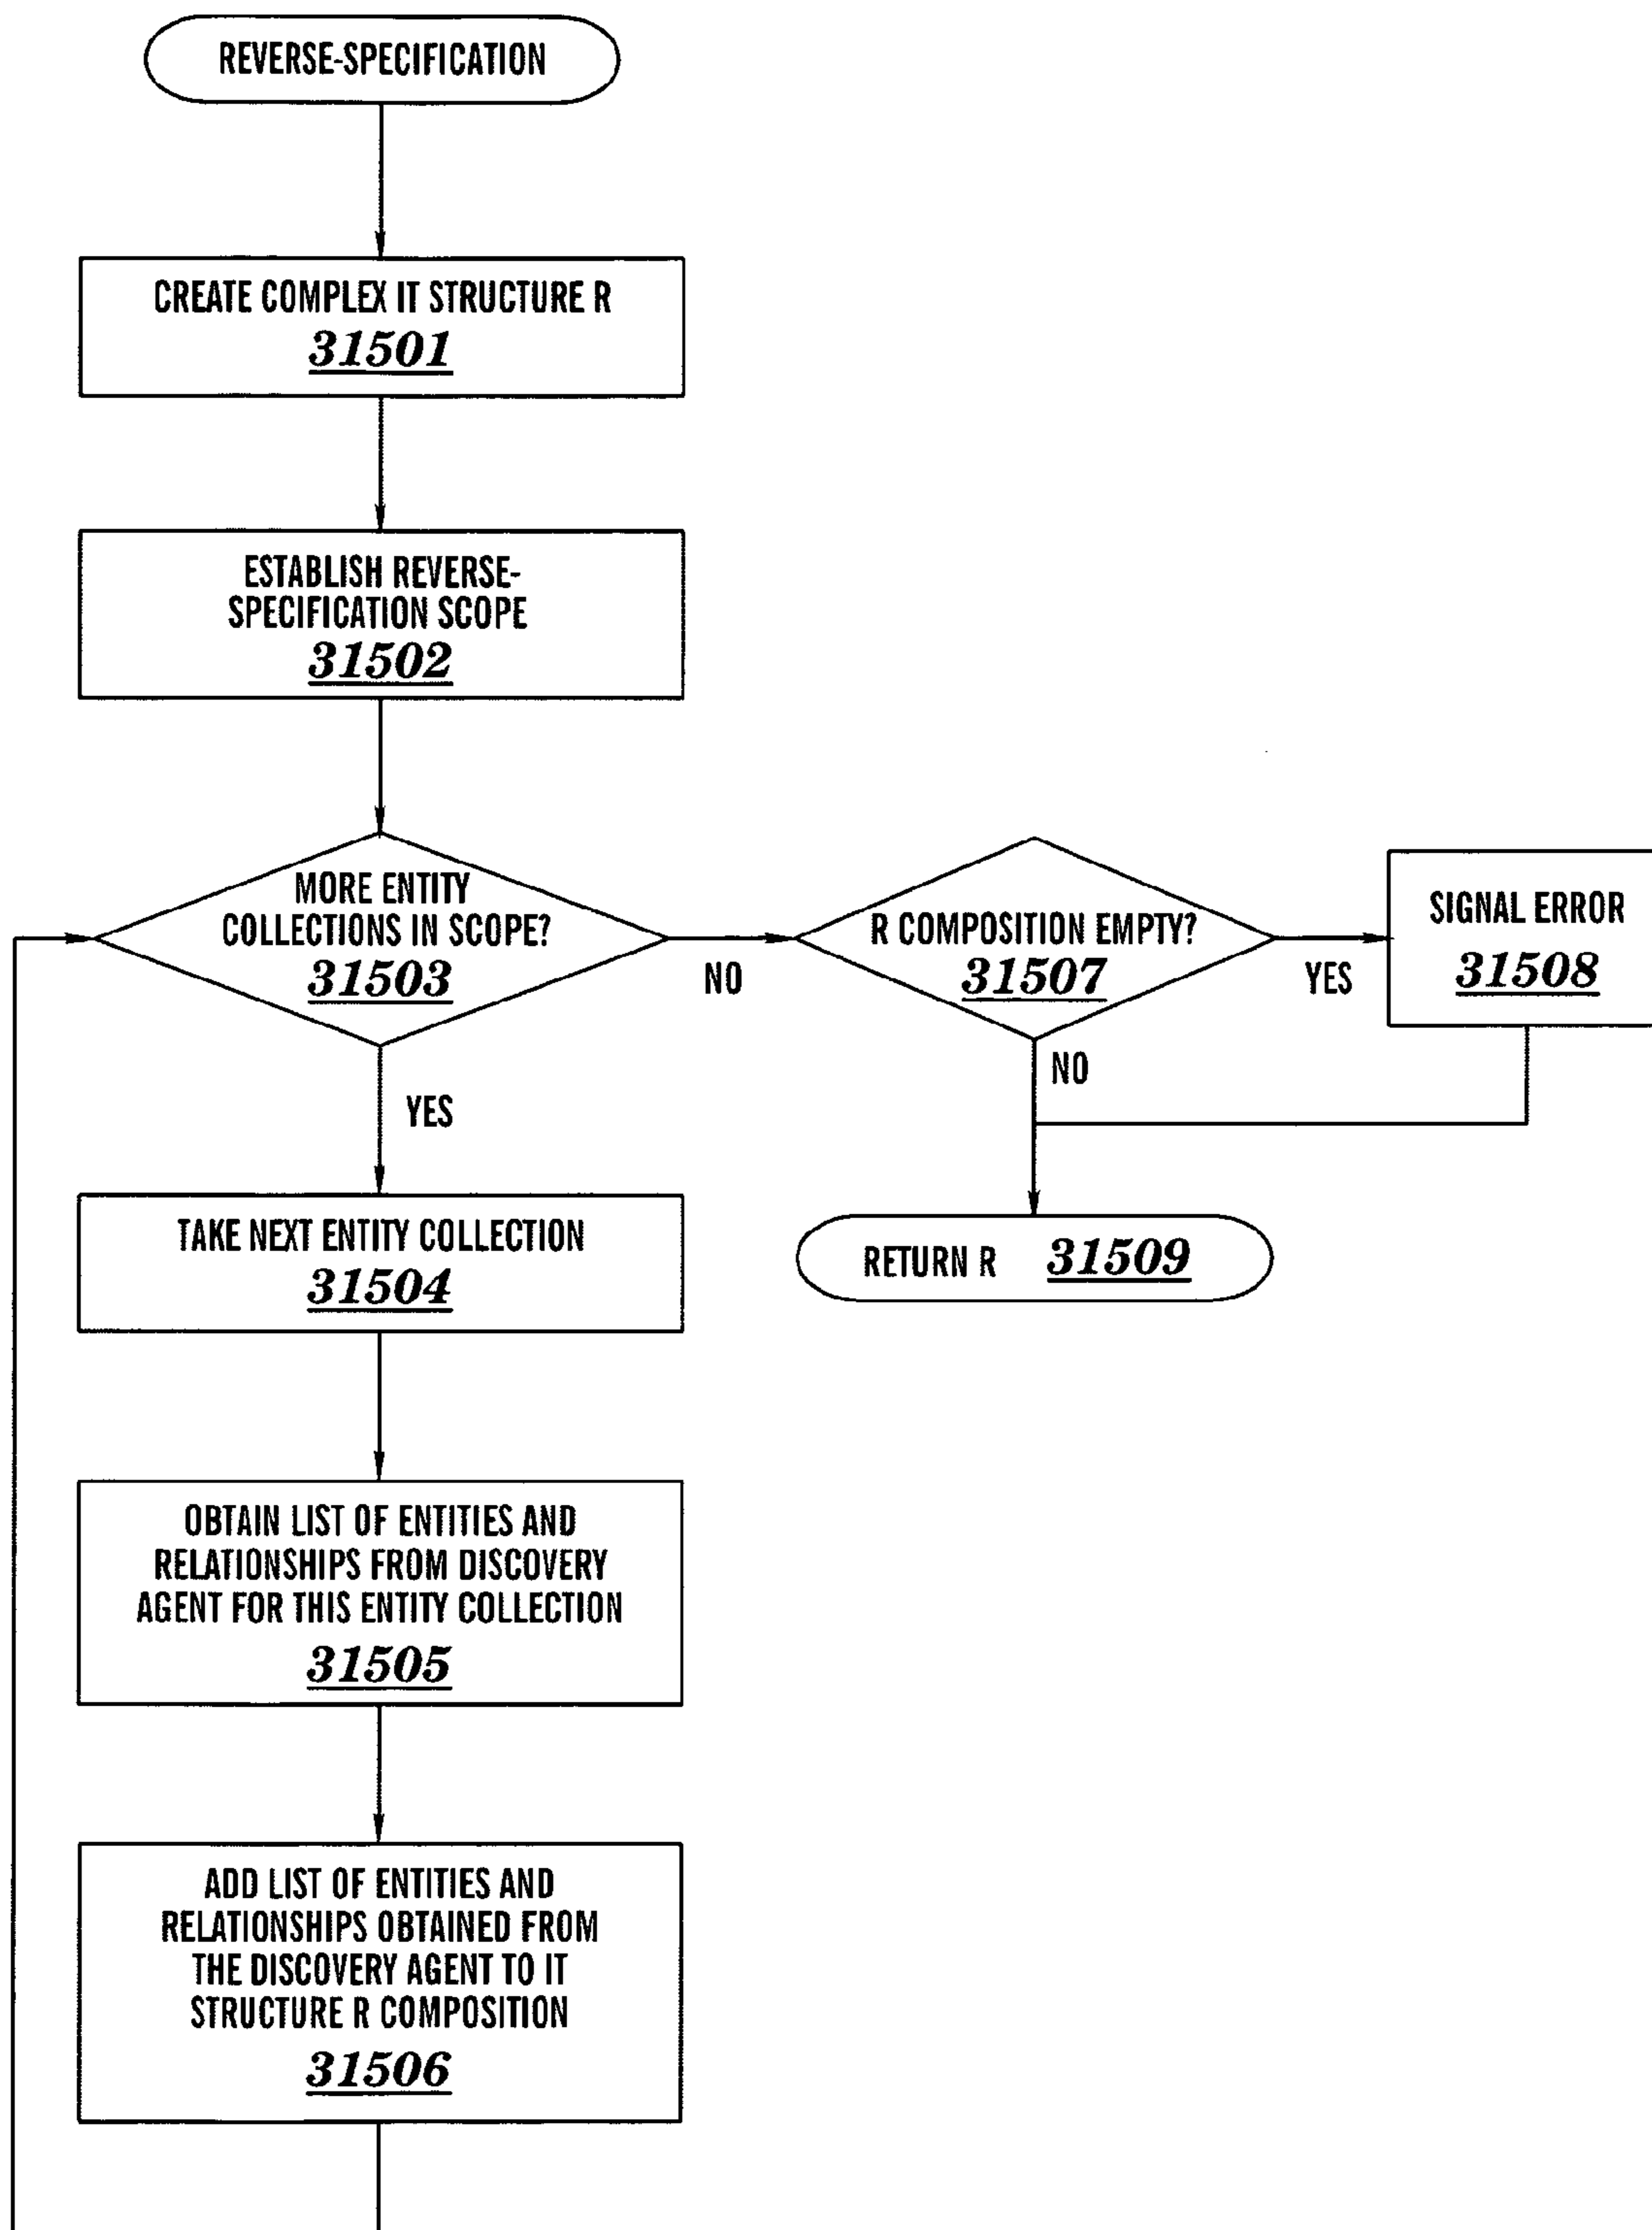 REVERSE-SPECIFICATION
CREATE COMPLEX IT STRUCTURE R
31501
ESTABLISH REVERSE-
SPECIFICATION SCOPE
31502
MORE ENTITY
COLLECTIONS IN SCOPE?
31503
NO
YES
R COMPOSITION EMPTY?
31507
YES
NO
SIGNAL ERROR
31508
RETURN R 31509
TAKE NEXT ENTITY COLLECTION
31504
OBTAIN LIST OF ENTITIES AND
RELATIONSHIPS FROM DISCOVERY
AGENT FOR THIS ENTITY COLLECTION
31505
ADD LIST OF ENTITIES AND
RELATIONSHIPS OBTAINED FROM
THE DISCOVERY AGENT TO IT
STRUCTURE R COMPOSITION
31506